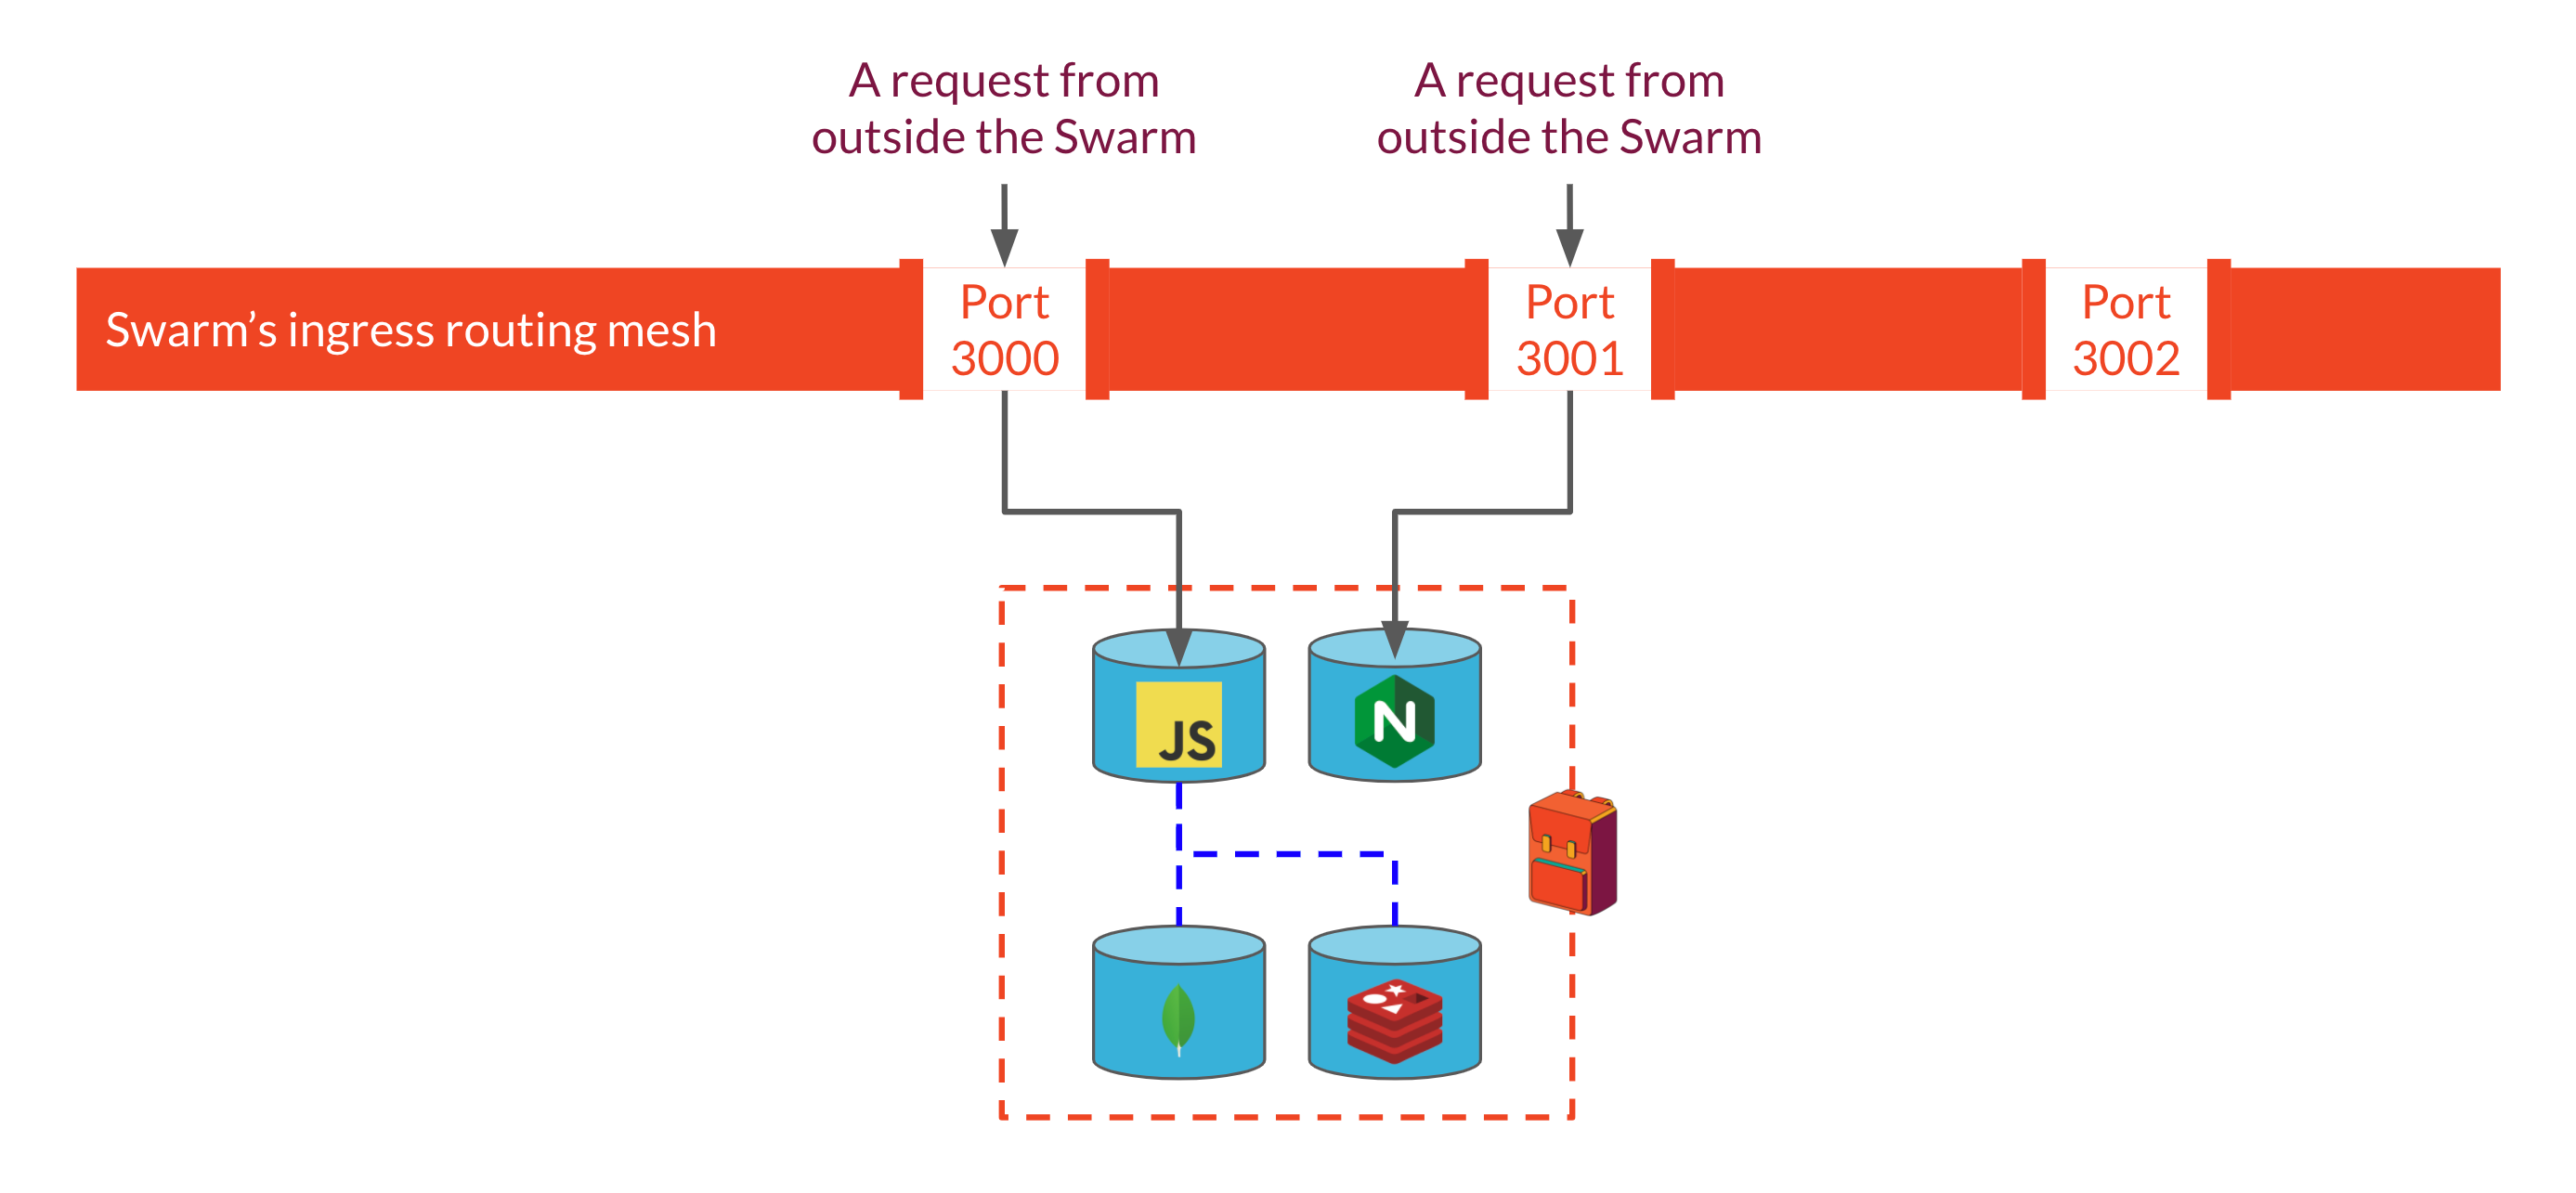 A request from
outside the Swarm
A request from
outside the Swarm
Swarm’s ingress routing mesh
Port
3000
Port
3001
Port
3002
JS
N